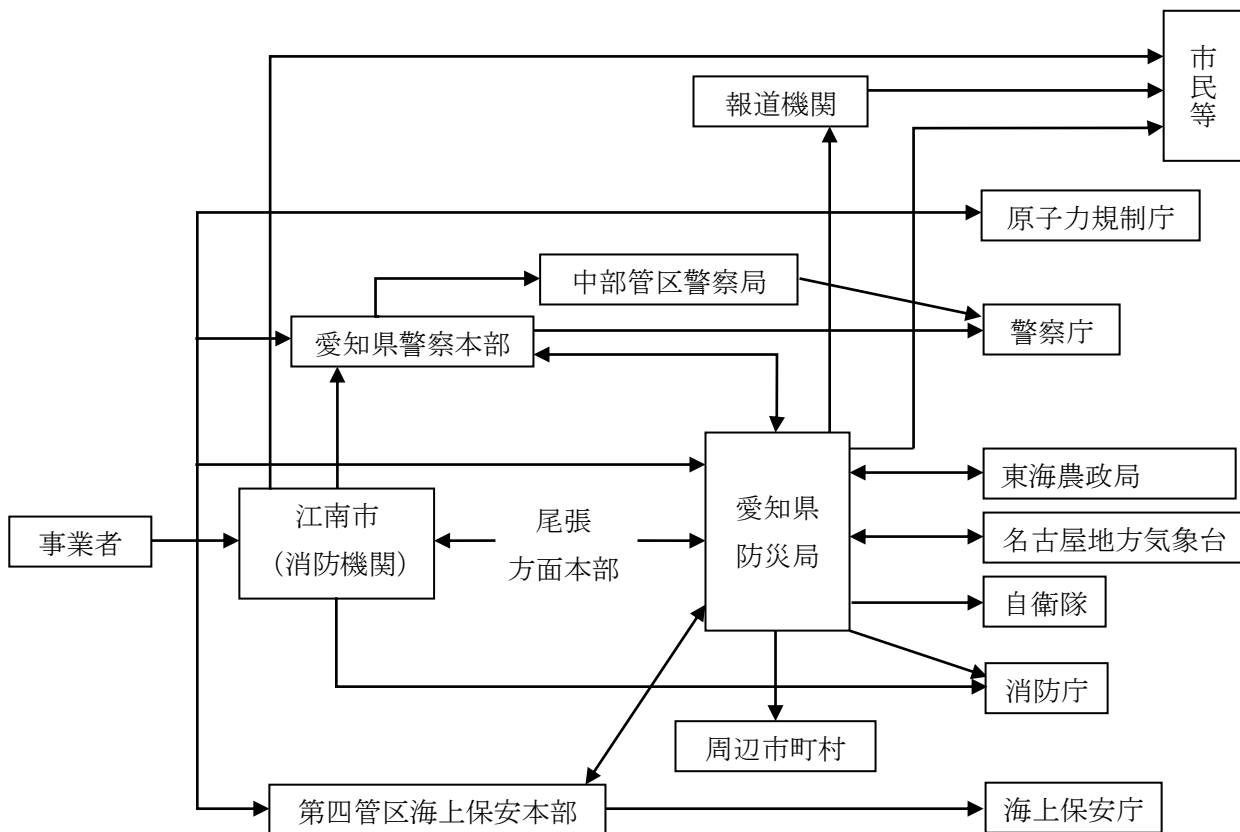 市民等
報道機関
原子力規制庁
中部管区警察局
愛知県警察本部
警察庁
江南市
（消防機関）
事業者
尾張
方面本部
愛知県
防災局
東海農政局
名古屋地方気象台
自衛隊
消防庁
周辺市町村
第四管区海上保安本部
海上保安庁